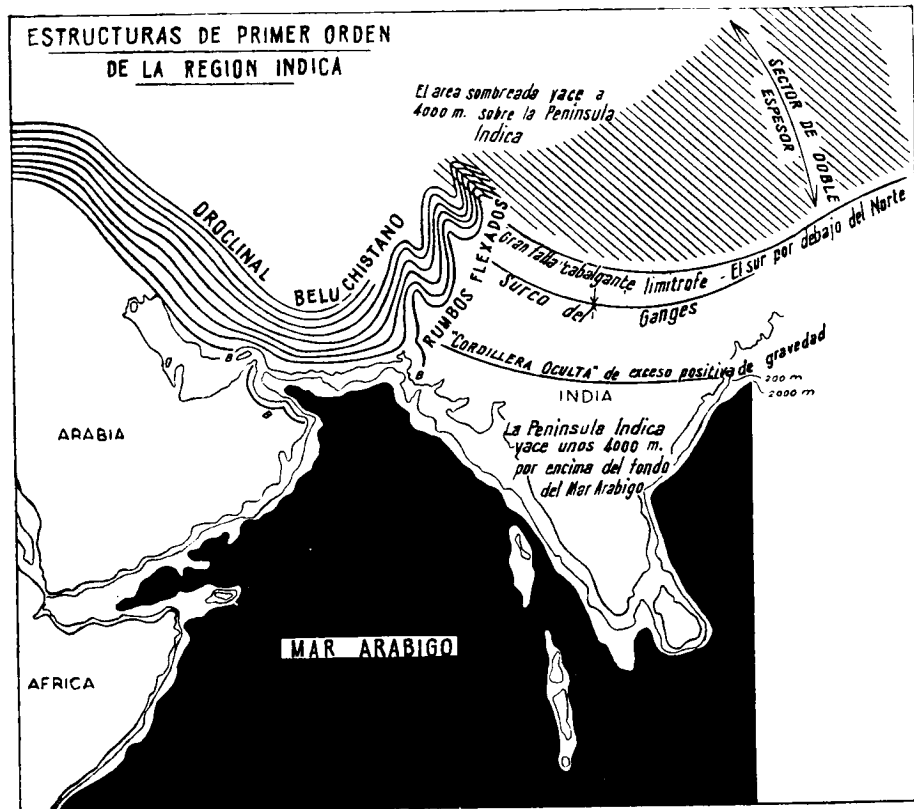 ESTRUCTURAS DE PRIMER ORDEN
DE LA REGION INDICA
El area sombreada yace a
4000 m. sobre la Peninsula
Indica
SECTOR DE DOBLE
ESPESOR
OROCLINAL
BELUCHISTANO
RUMBOS FLEXADOS
Gran falla cabalgante limitrofe - El sur por debajo del Norte
Surco del Ganges
"CORDILLERA OCULTA" de exceso positiva de gravedad
200 m
2000 m
INDIA
La Peninsula Indica
yace unos 4000 m.
por encima del fondo
del Mar Arabigo
ARABIA
O
B
B
B
MAR ARABIGO
AFRICA